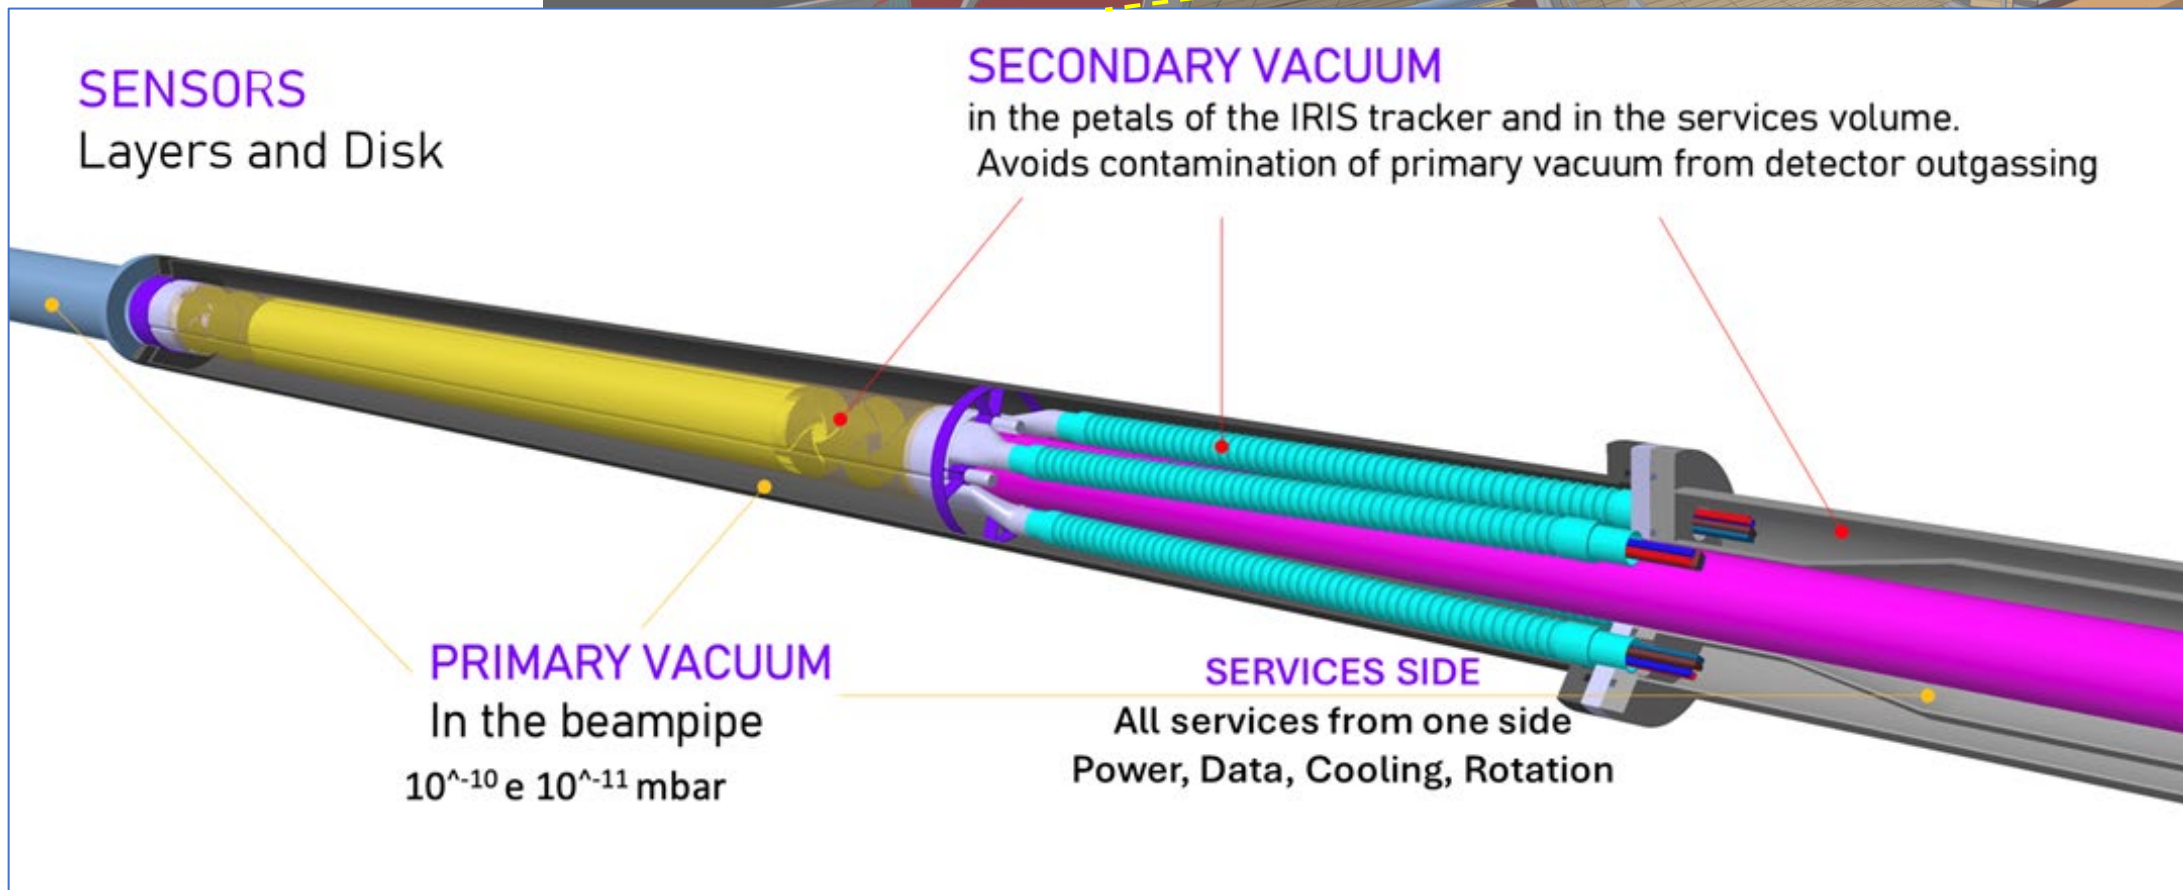 SENSORS
Layers and Disk
SECONDARY VACUUM
in the petals of the IRIS tracker and in the services volume.
Avoids contamination of primary vacuum from detector outgassing
PRIMARY VACUUM
In the beampipe
10^-10 e 10^-11 mbar
SERVICES SIDE
All services from one side
Power, Data, Cooling, Rotation